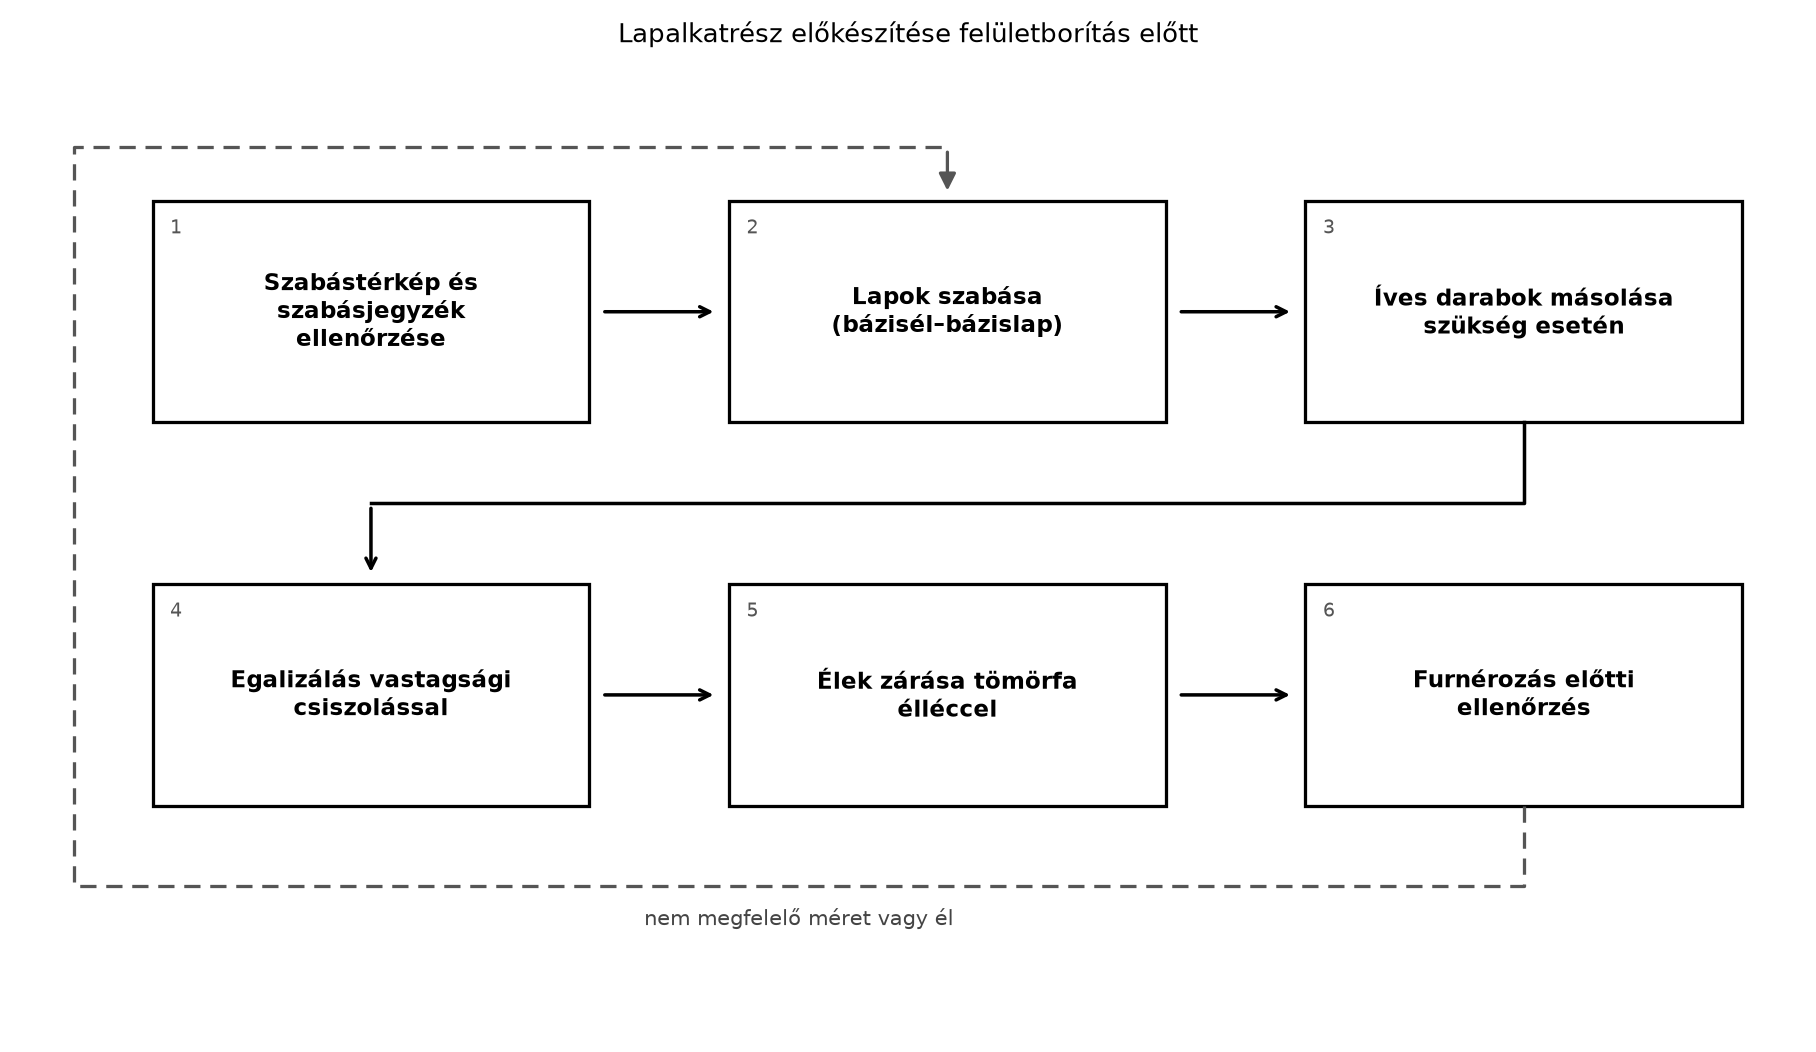 Lapalkatrész előkészítése felületborítás előtt
1
Szabástérkép és
szabásjegyzék
ellenőrzése
2
Lapok szabása
(bázisél–bázislap)
3
Íves darabok másolása
szükség esetén
4
Egalizálás vastagsági
csiszolással
5
Élek zárása tömörfa
élléccel
6
Furnérozás előtti
ellenőrzés
nem megfelelő méret vagy él